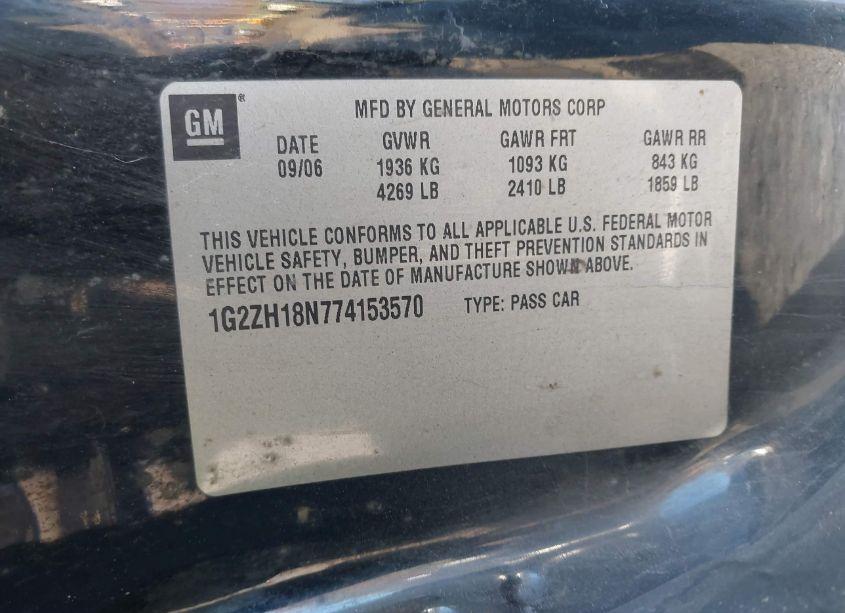 GM®
MFD BY GENERAL MOTORS CORP
DATE GVWR GAWR FRT GAWR RR
09/06 1936 KG 1093 KG 843 KG
4269 LB 2410 LB 1859 LB
THIS VEHICLE CONFORMS TO ALL APPLICABLE U.S. FEDERAL MOTOR
VEHICLE SAFETY, BUMPER, AND THEFT PREVENTION STANDARDS IN
EFFECT ON THE DATE OF MANUFACTURE SHOWN ABOVE.
1G2ZH18N774153570 TYPE: PASS CAR